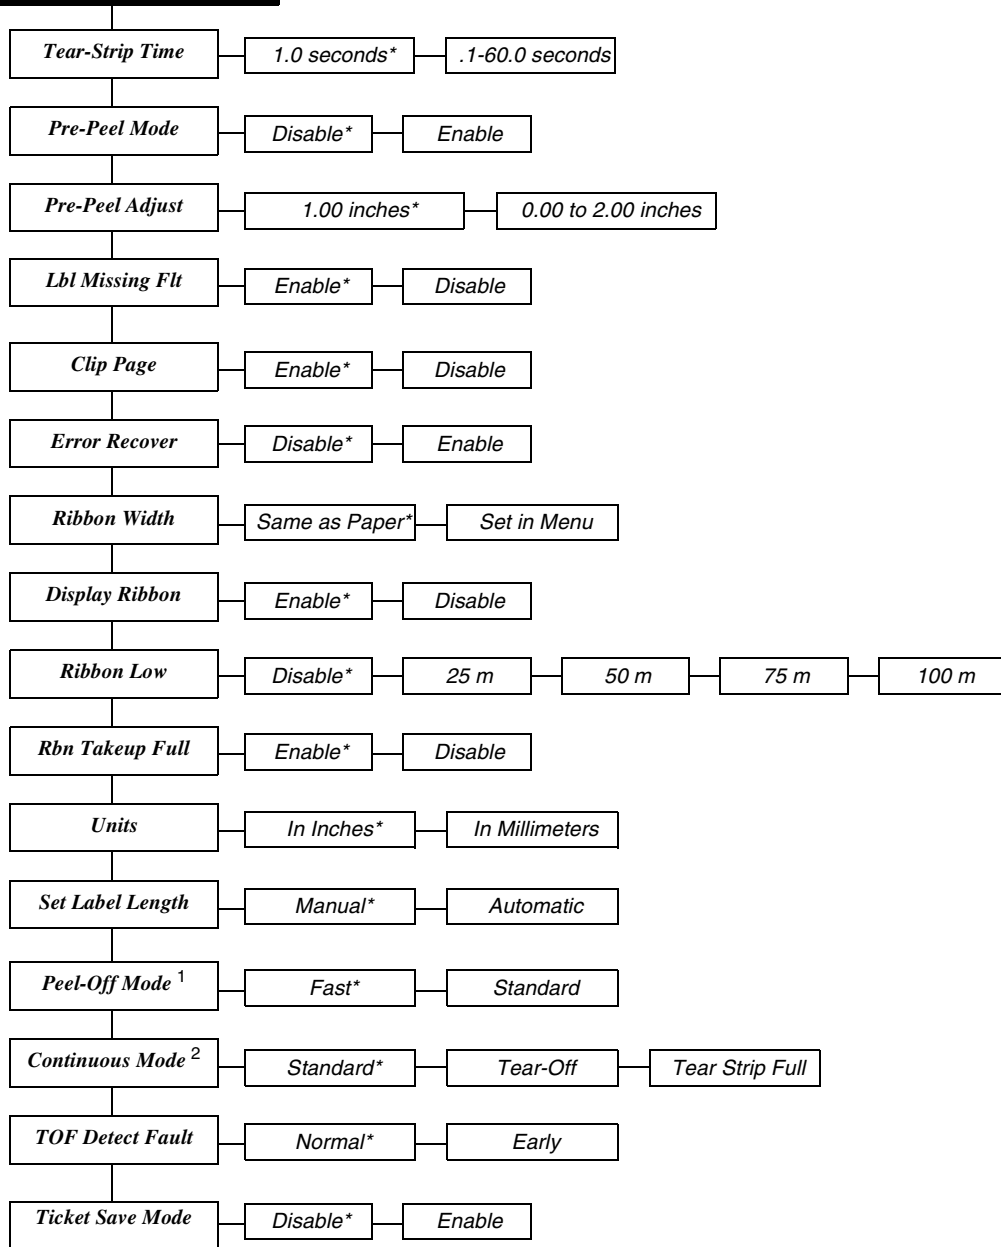 Tear-Strip Time 1.0 seconds* .1-60.0 seconds
Pre-Peel Mode Disable* Enable
Pre-Peel Adjust 1.00 inches* 0.00 to 2.00 inches
Lbl Missing Flt Enable* Disable
Clip Page Enable* Disable
Error Recover Disable* Enable
Ribbon Width Same as Paper* Set in Menu
Display Ribbon Enable* Disable
Ribbon Low Disable* 25 m 50 m 75 m 100 m
Rbn Takeup Full Enable* Disable
Units In Inches* In Millimeters
Set Label Length Manual* Automatic
Peel-Off Mode 1 Fast* Standard
Continuous Mode 2 Standard* Tear-Off Tear Strip Full
TOF Detect Fault Normal* Early
Ticket Save Mode Disable* Enable